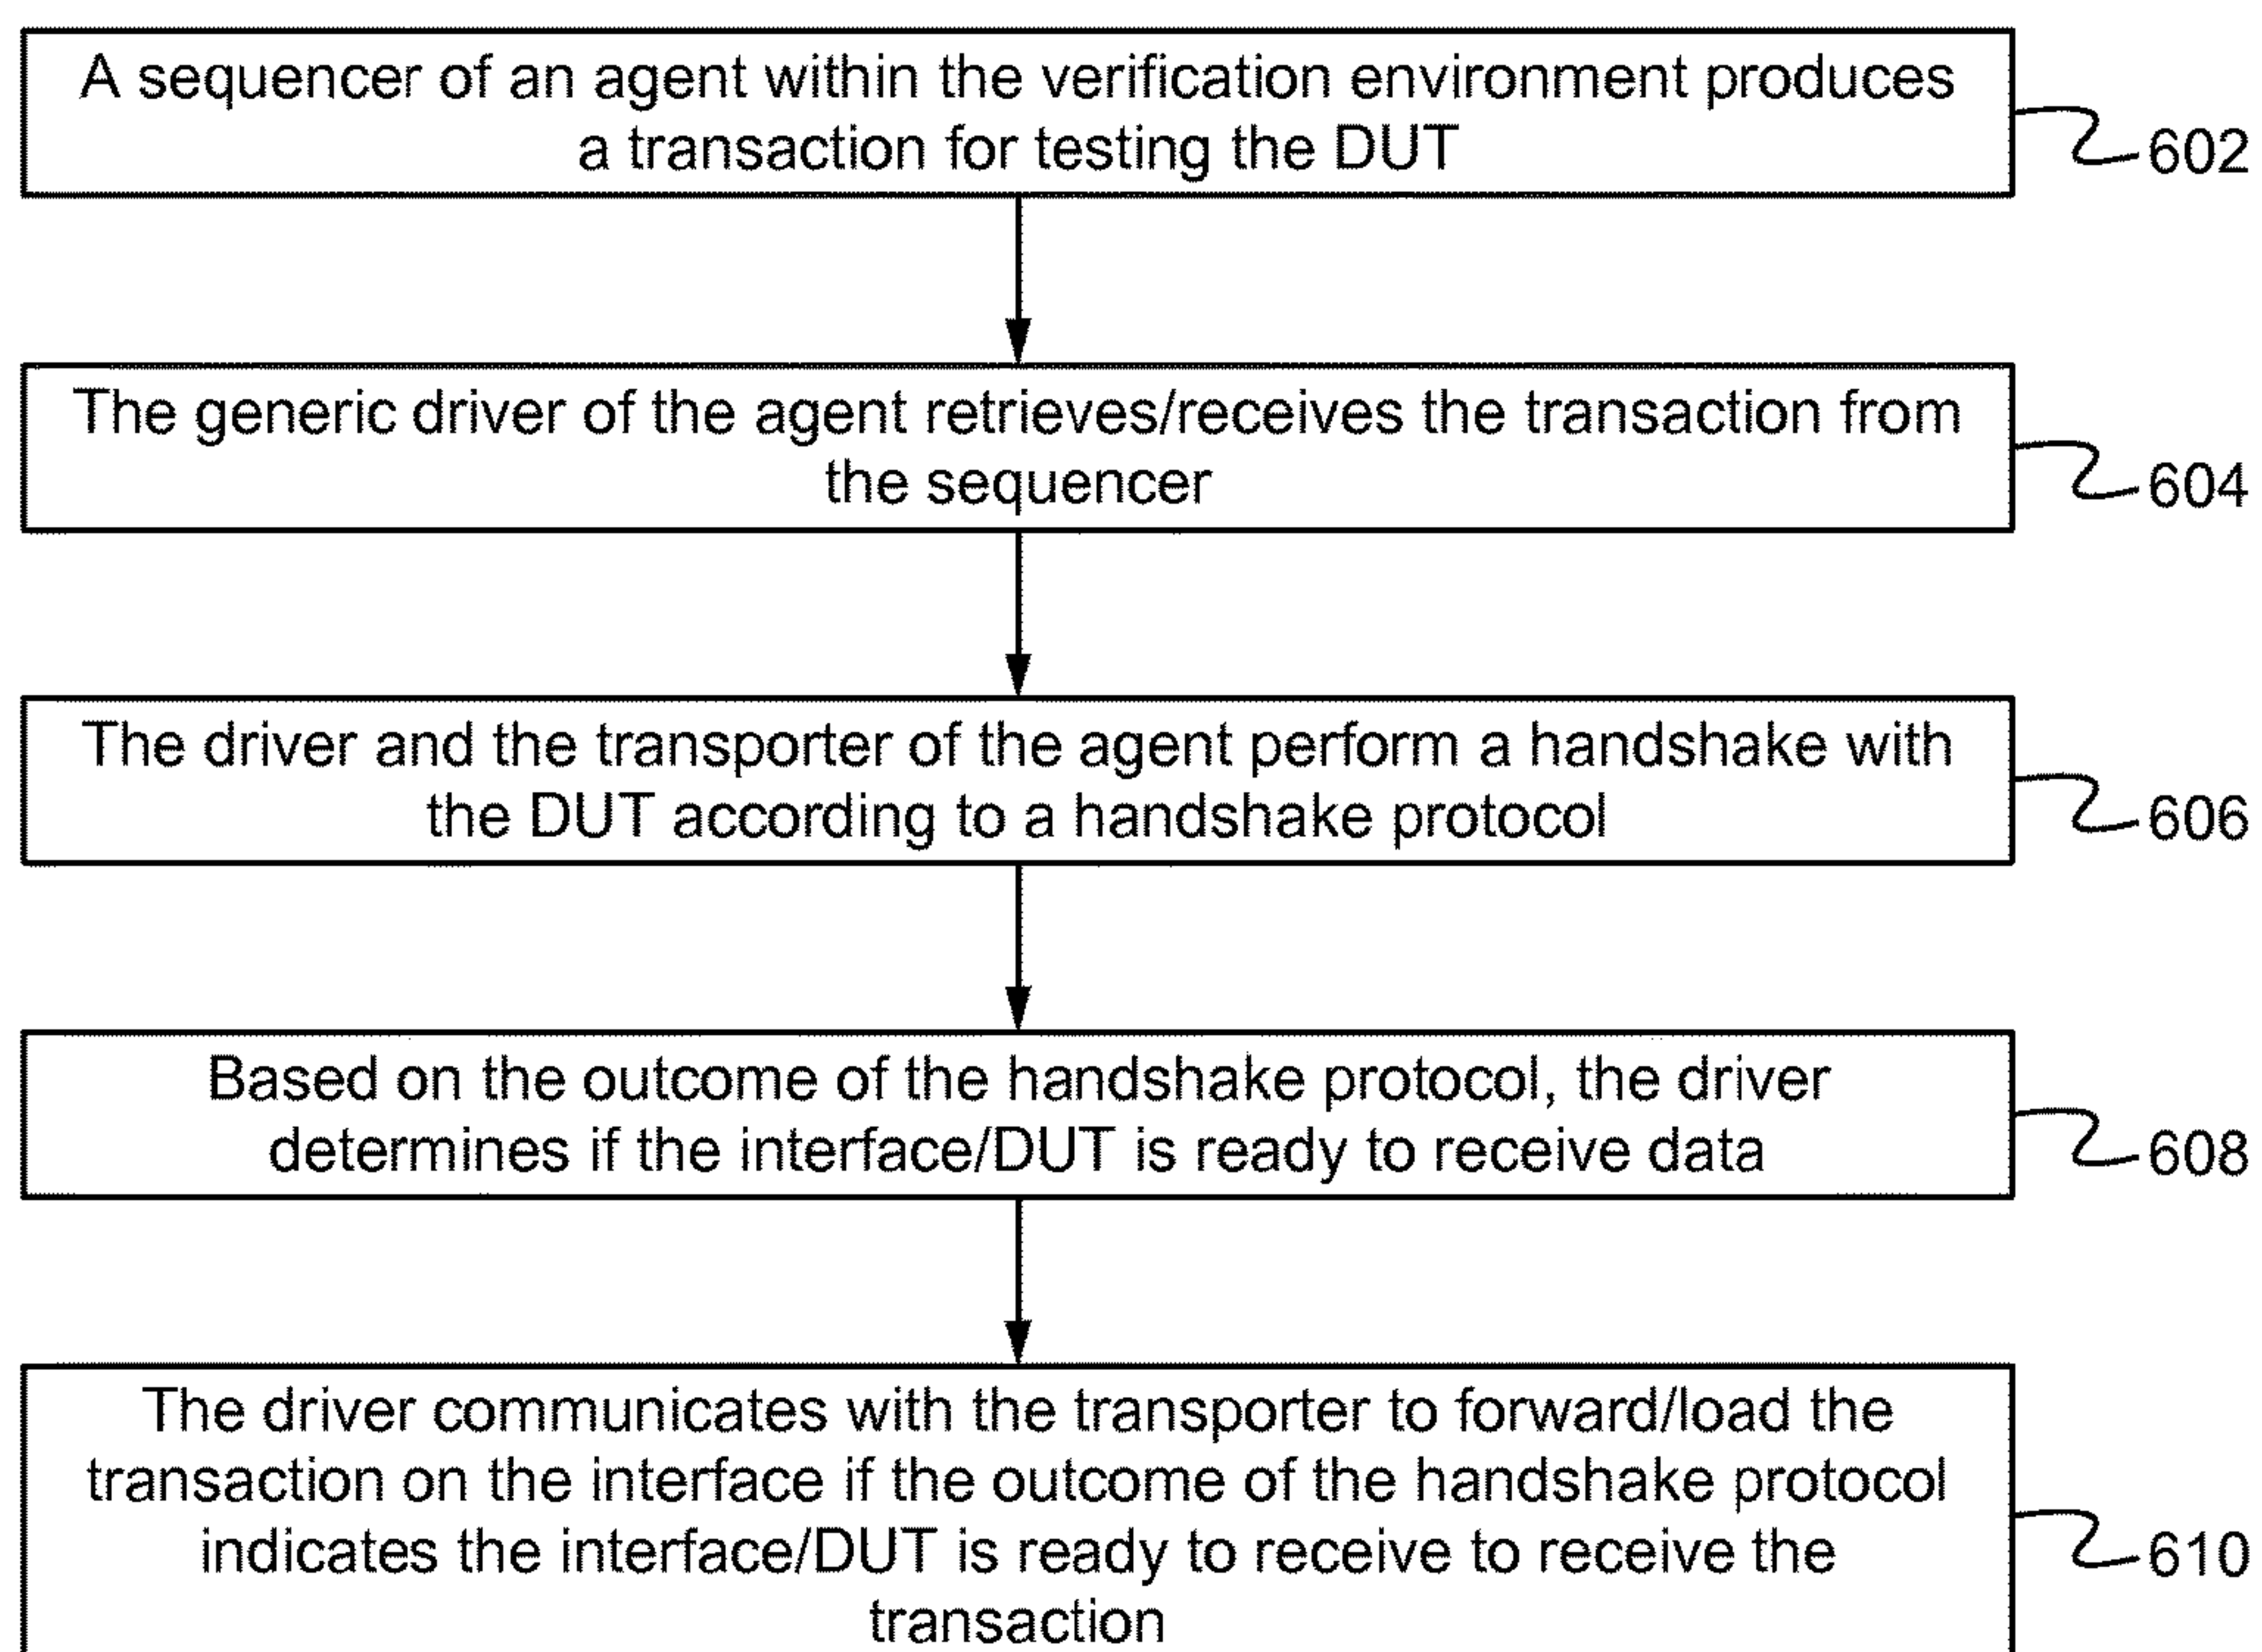 A sequencer of an agent within the verification environment produces
a transaction for testing the DUT
602
The generic driver of the agent retrieves/receives the transaction from
the sequencer
604
The driver and the transporter of the agent perform a handshake with
the DUT according to a handshake protocol
606
Based on the outcome of the handshake protocol, the driver
determines if the interface/DUT is ready to receive data
608
The driver communicates with the transporter to forward/load the
transaction on the interface if the outcome of the handshake protocol
indicates the interface/DUT is ready to receive to receive the
transaction
610